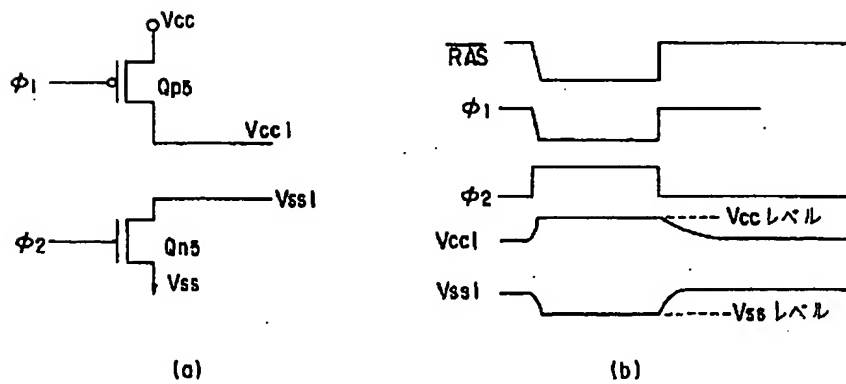 Vcc
φ1
Qp5
Vcc1
Vss1
φ2
Qn5
Vss
(a)
RAS
φ1
φ2
Vcc レベル
Vcc1
Vss1
Vss レベル
(b)